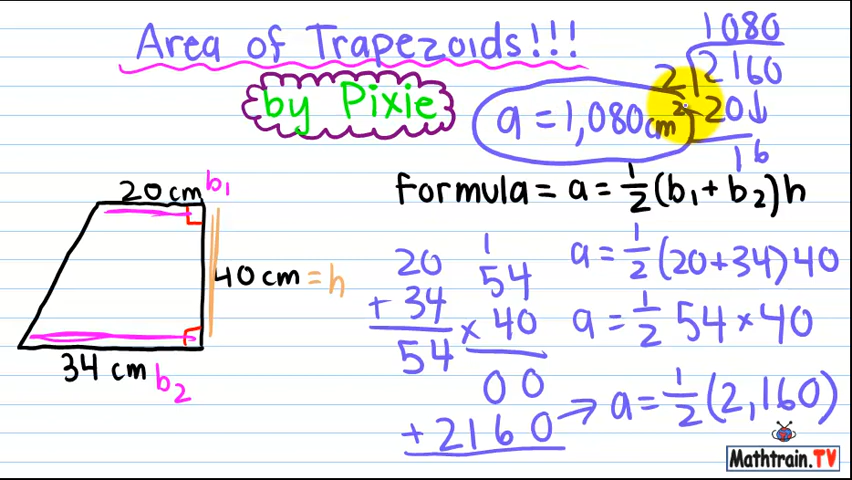 Area of Trapezoids!!!
by Pixie
1080
2 2160
- 20
16
a = 1,080cm²
Formula = a = 1/2 (b1 + b2) h
20 cm b1
40 cm = h
34 cm b2
20
+ 34
54
1
54
× 40
00
+ 2160
a = 1/2 (20+34) 40
a = 1/2 54 × 40
→ a = 1/2 (2,160)
Mathtrain.TV